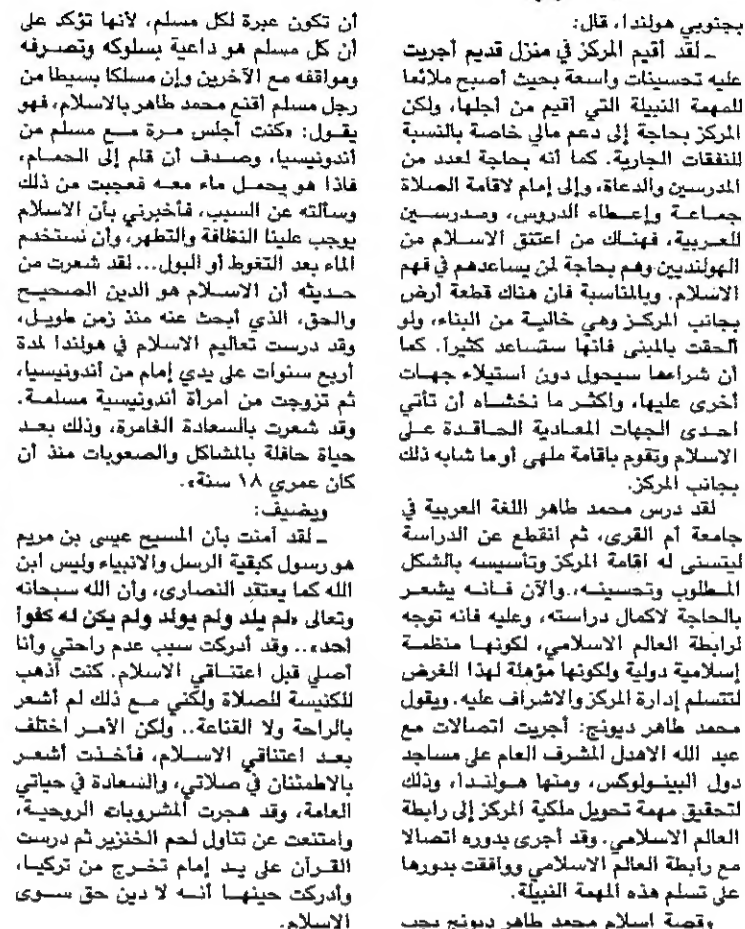 بجنوبي هولندا، قال:
ـ لقد أقيم المركز في منزل قديم أجريت
عليه تحسينات واسعة بحيث أصبح ملائما
للمهمة النبيلة التي أقيم من أجلها، ولكن
المركز بحاجة إلى دعم مالي خاصة بالنسبة
للنفقات الجارية. كما أنه بحاجة لعدد من
المدرسين والدعاة، وإلى إمام لاقامة الصلاة
جماعة وإعطاء الدروس، ومدرسين
للعربية، فهناك من اعتنق الاسلام من
الهولنديين وهم بحاجة لمن يساعدهم في فهم
الاسلام. وبالمناسبة فان هناك قطعة أرض
بجانب المركز وهي خالية من البناء، ولو
ألحقت بالمبنى فانها ستساعد كثيراً. كما
أن شراءها سيحول دون استيلاء جهات
أخرى عليها، واكثر ما نخشاه أن تأتي
احدى الجهات المعادية الحاقدة على
الاسلام وتقوم باقامة ملهى أو ما شابه ذلك
بجانب المركز.
لقد درس محمد طاهر اللغة العربية في
جامعة أم القرى، ثم انقطع عن الدراسة
ليتسنى له اقامة المركز وتأسيسه بالشكل
المطلوب وتحسينه، والآن فانه يشعر
بالحاجة لاكمال دراسته، وعليه فانه توجه
لرابطة العالم الاسلامي، لكونها منظمة
إسلامية دولية ولكونها مؤهلة لهذا الغرض
لتتسلم إدارة المركز والاشراف عليه. ويقول
محمد طاهر ديونج: أجريت اتصالات مع
عبد الله الاهدل المشرف العام على مساجد
دول البينولوكس، ومنها هولندا، وذلك
لتحقيق مهمة تحويل ملكية المركز إلى رابطة
العالم الاسلامي. وقد أجرى بدوره اتصالا
مع رابطة العالم الاسلامي ووافقت بدورها
على تسلم هذه المهمة النبيلة.
وقصة اسلام محمد طاهر ديونج يجب
أن تكون عبرة لكل مسلم، لأنها تؤكد على
أن كل مسلم هو داعية بسلوكه وتصرفه
ومواقفه مع الآخرين وإن مسلكا بسيطا من
رجل مسلم أقنع محمد طاهر بالاسلام، فهو
يقول: «كنت أجلس مرة مع مسلم من
أندونيسيا، وصدف أن قام إلى الحمام،
فاذا هو يحمل ماء معه فعجبت من ذلك
وسألته عن السبب، فأخبرني بأن الاسلام
يوجب علينا النظافة والتطهر، وأن نستخدم
الماء بعد التغوط أو البول... لقد شعرت من
حديثه أن الاسلام هو الدين الصحيح
والحق، الذي أبحث عنه منذ زمن طويل،
وقد درست تعاليم الاسلام في هولندا لمدة
أربع سنوات على يدي إمام من أندونيسيا،
ثم تزوجت من امرأة أندونيسية مسلمة.
وقد شعرت بالسعادة الغامرة، وذلك بعد
حياة حافلة بالمشاكل والصعوبات منذ أن
كان عمري ١٨ سنة».
ويضيف:
ـ لقد آمنت بأن المسيح عيسى بن مريم
هو رسول كبقية الرسل والانبياء وليس ابن
الله كما يعتقد النصارى، وأن الله سبحانه
وتعالى «لم يلد ولم يولد ولم يكن له كفوا
أحد».. وقد أدركت سبب عدم راحتي وأنا
أصلي قبل اعتناقي الاسلام. كنت أذهب
للكنيسة للصلاة ولكني مع ذلك لم أشعر
بالراحة ولا القناعة.. ولكن الأمر اختلف
بعد اعتناقي الاسلام، فأخذت أشعر
بالاطمئنان في صلاتي، والسعادة في حياتي
العامة، وقد هجرت المشروبات الروحية،
وامتنعت عن تناول لحم الخنزير ثم درست
القرآن على يد إمام تخرج من تركيا،
وأدركت حينها أنه لا دين حق سوى
الاسلام.